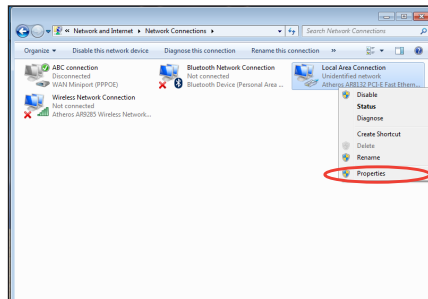 « Network and Internet ▸ Network Connections ▸
Search Network Connections
Organize ▾ Disable this network device Diagnose this connection Rename this connection »
ABC connection
Disconnected
WAN Miniport (PPPOE)
Bluetooth Network Connection
Not connected
Bluetooth Device (Personal Area ...
Local Area Connection
Unidentified network
Atheros AR8132 PCI-E Fast Ethern...
Wireless Network Connection
Not connected
Atheros AR9285 Wireless Network...
Disable
Status
Diagnose
Create Shortcut
Delete
Rename
Properties